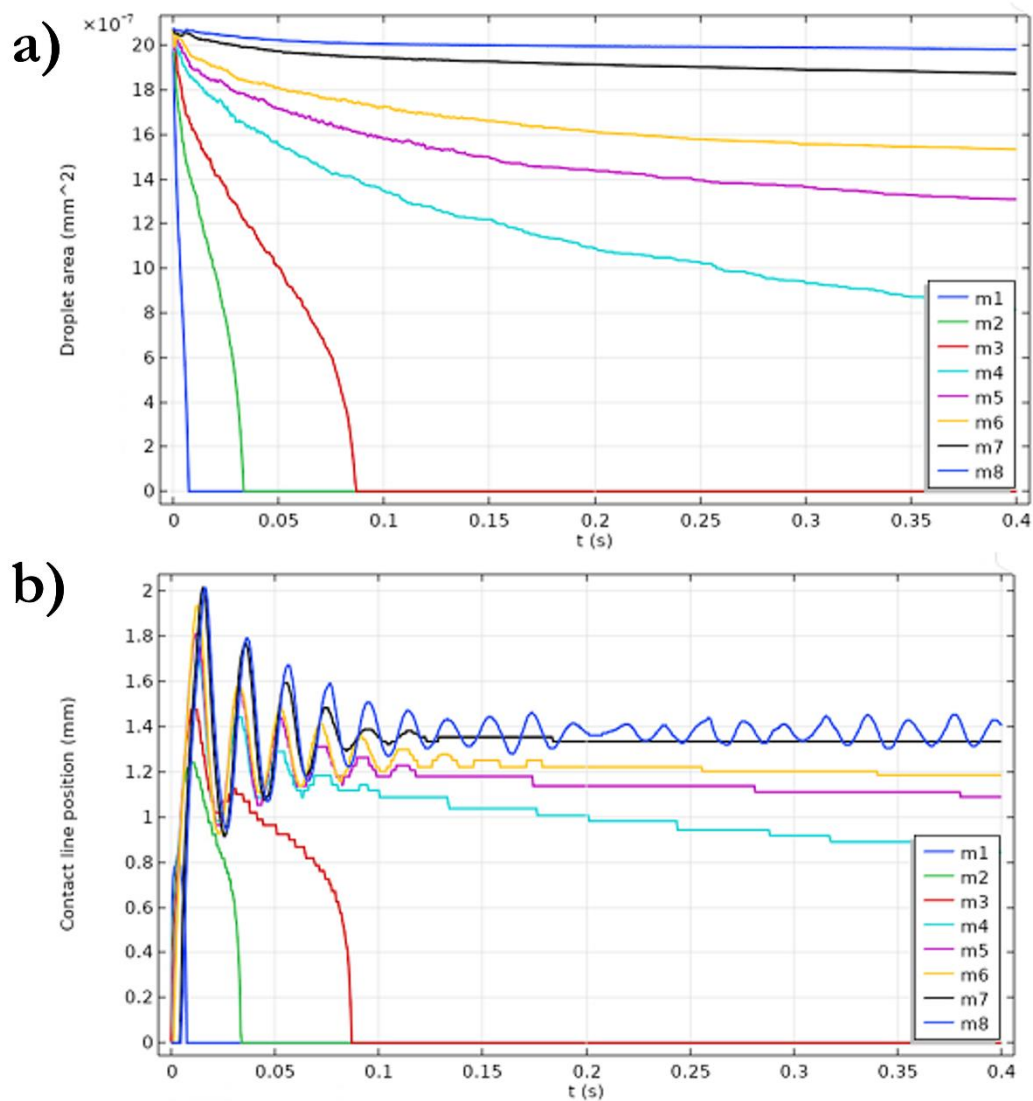 a)
×10⁻⁷
20
18
16
14
12
10
8
6
4
2
0
Droplet area (mm^2)
m1
m2
m3
m4
m5
m6
m7
m8
0 0.05 0.1 0.15 0.2 0.25 0.3 0.35 0.4
t (s)
b)
2
1.8
1.6
1.4
1.2
1
0.8
0.6
0.4
0.2
0
Contact line position (mm)
m1
m2
m3
m4
m5
m6
m7
m8
0 0.05 0.1 0.15 0.2 0.25 0.3 0.35 0.4
t (s)